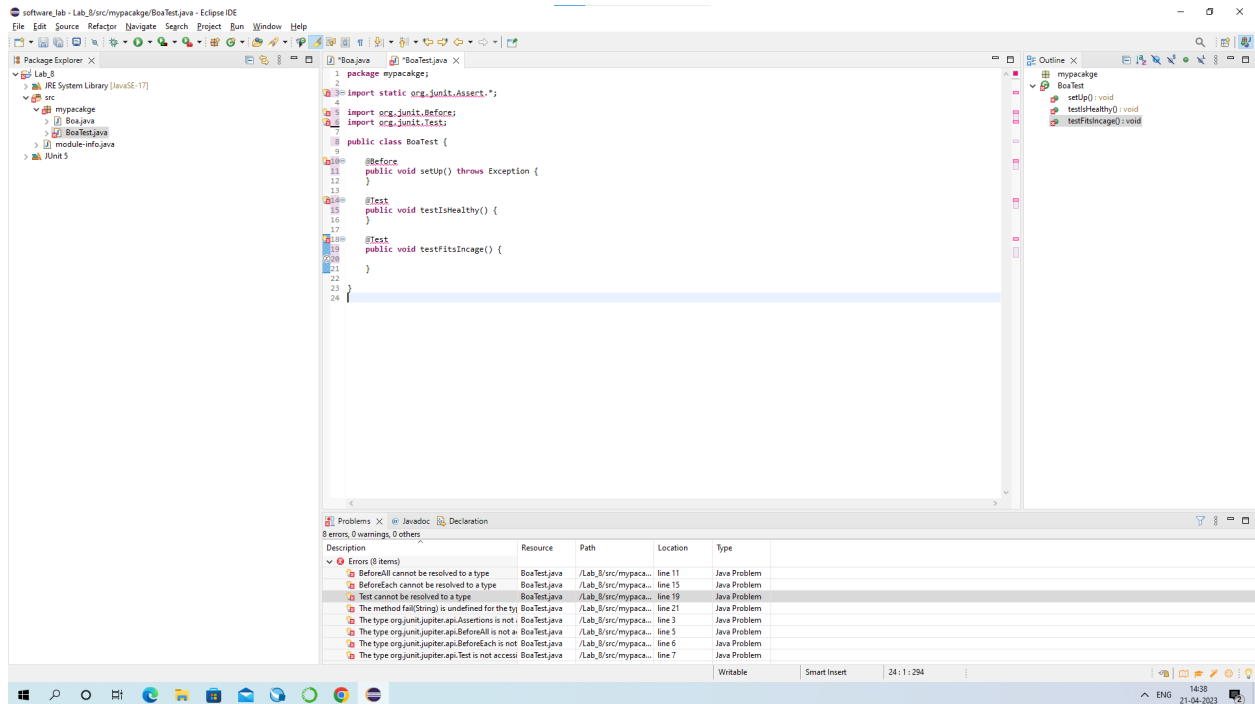 software_lab - Lab_8/src/mypacakge/BoaTest.java - Eclipse IDE
File Edit Source Refactor Navigate Search Project Run Window Help
Package Explorer
Lab_8
JRE System Library [JavaSE-17]
src
mypacakge
Boa.java
BoaTest.java
module-info.java
JUnit 5
*Boa.java *BoaTest.java
1 package mypacakge;
2
3 import static org.junit.Assert.*;
4
5 import org.junit.Before;
6 import org.junit.Test;
7
8 public class BoaTest {
9
10 @Before
11 public void setUp() throws Exception {
12 }
13
14 @Test
15 public void testIsHealthy() {
16 }
17
18 @Test
19 public void testFitsIncage() {
20
21 }
22
23 }
24
Outline
mypacakge
BoaTest
setUp() : void
testIsHealthy() : void
testFitsIncage() : void
Problems Javadoc Declaration
8 errors, 0 warnings, 0 others
Description Resource Path Location Type
Errors (8 items)
BeforeAll cannot be resolved to a type BoaTest.java /Lab_8/src/mypaca... line 11 Java Problem
BeforeEach cannot be resolved to a type BoaTest.java /Lab_8/src/mypaca... line 15 Java Problem
Test cannot be resolved to a type BoaTest.java /Lab_8/src/mypaca... line 19 Java Problem
The method fail(String) is undefined for the ty BoaTest.java /Lab_8/src/mypaca... line 21 Java Problem
The type org.junit.jupiter.api.Assertions is not BoaTest.java /Lab_8/src/mypaca... line 3 Java Problem
The type org.junit.jupiter.api.BeforeAll is not a BoaTest.java /Lab_8/src/mypaca... line 5 Java Problem
The type org.junit.jupiter.api.BeforeEach is not BoaTest.java /Lab_8/src/mypaca... line 6 Java Problem
The type org.junit.jupiter.api.Test is not accessi BoaTest.java /Lab_8/src/mypaca... line 7 Java Problem
Writable Smart Insert 24 : 1 : 294
ENG 14:38
21-04-2023 2